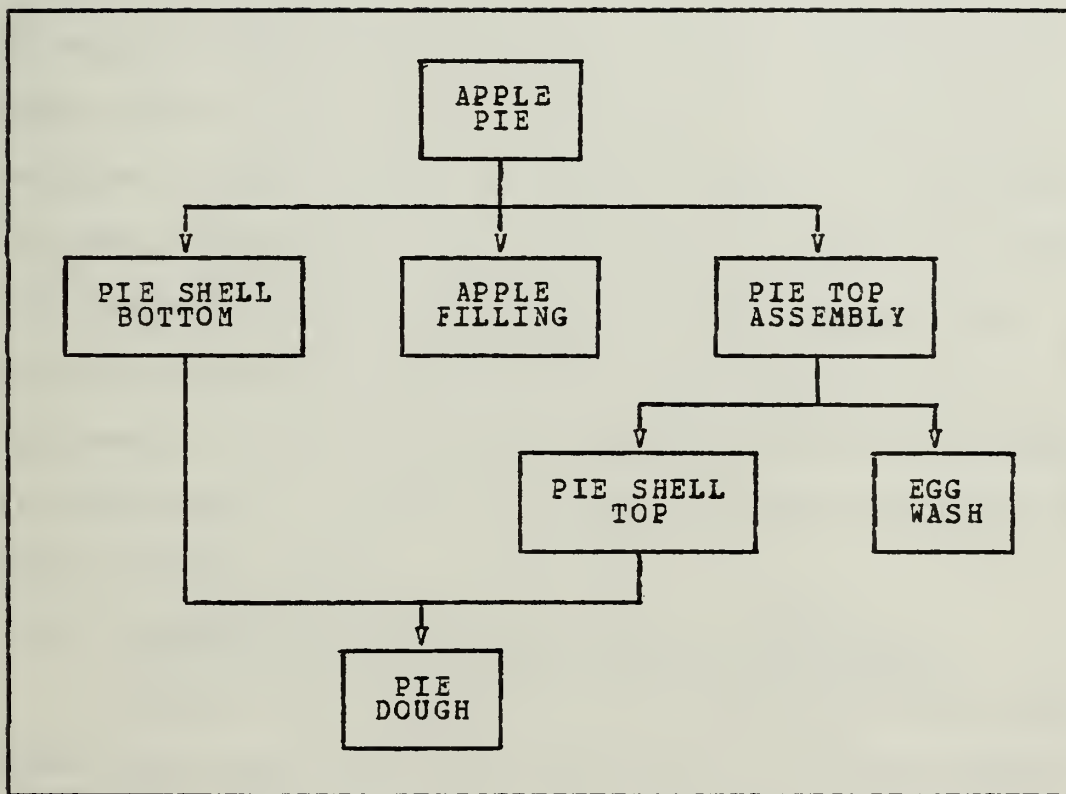 APPLE
PIE
PIE SHELL
BOTTOM
APPLE
FILLING
PIE TOP
ASSEMBLY
PIE SHELL
TOP
EGG
WASH
PIE
DOUGH